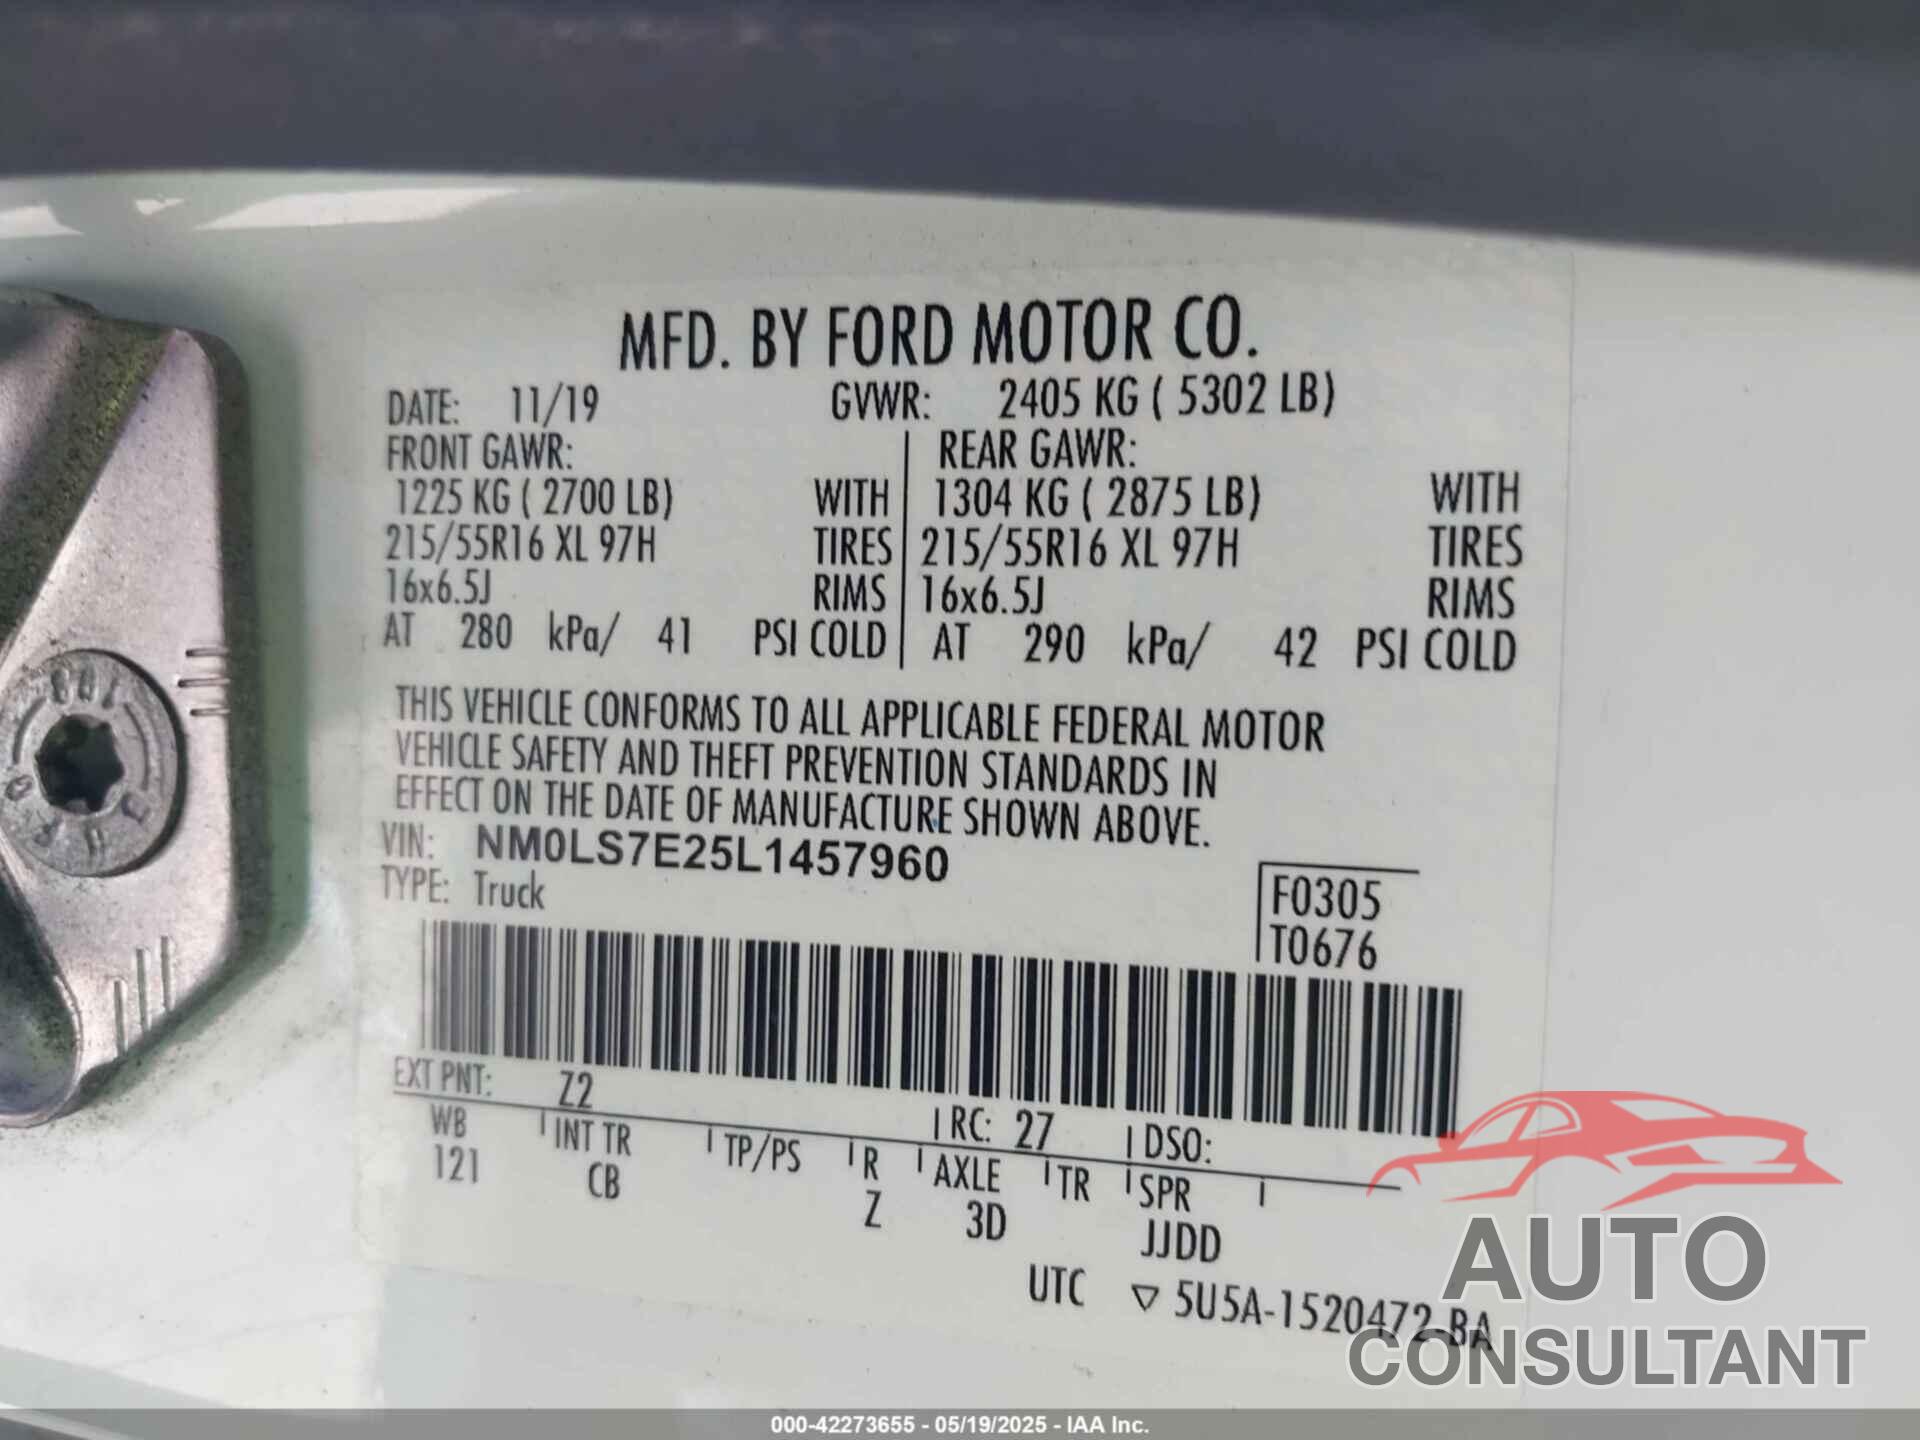 MFD. BY FORD MOTOR CO.
DATE: 11/19 GVWR: 2405 KG ( 5302 LB)
FRONT GAWR: REAR GAWR:
1225 KG ( 2700 LB) WITH 1304 KG ( 2875 LB) WITH
215/55R16 XL 97H TIRES 215/55R16 XL 97H TIRES
16x6.5J RIMS 16x6.5J RIMS
AT 280 kPa/ 41 PSI COLD AT 290 kPa/ 42 PSI COLD
THIS VEHICLE CONFORMS TO ALL APPLICABLE FEDERAL MOTOR
VEHICLE SAFETY AND THEFT PREVENTION STANDARDS IN
EFFECT ON THE DATE OF MANUFACTURE SHOWN ABOVE.
VIN: NM0LS7E25L1457960
TYPE: Truck
F0305
T0676
EXT PNT: Z2 RC: 27 DSO:
WB INT TR TP/PS R AXLE TR SPR
121 CB Z 3D JJDD
UTC ▽ 5U5A-1520472-BA
AUTO
CONSULTANT
000-42273655 - 05/19/2025 - IAA Inc.